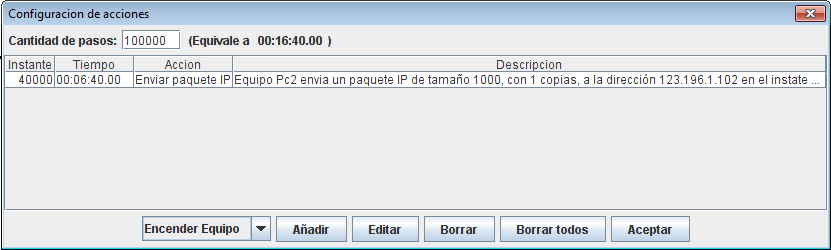 Configuracion de acciones
Cantidad de pasos: 100000 (Equivale a 00:16:40.00 )
Instante Tiempo Accion Descripcion
40000 00:06:40.00 Enviar paquete IP Equipo Pc2 envia un paquete IP de tamaño 1000, con 1 copias, a la dirección 123.196.1.102 en el instate ...
Encender Equipo Añadir Editar Borrar Borrar todos Aceptar